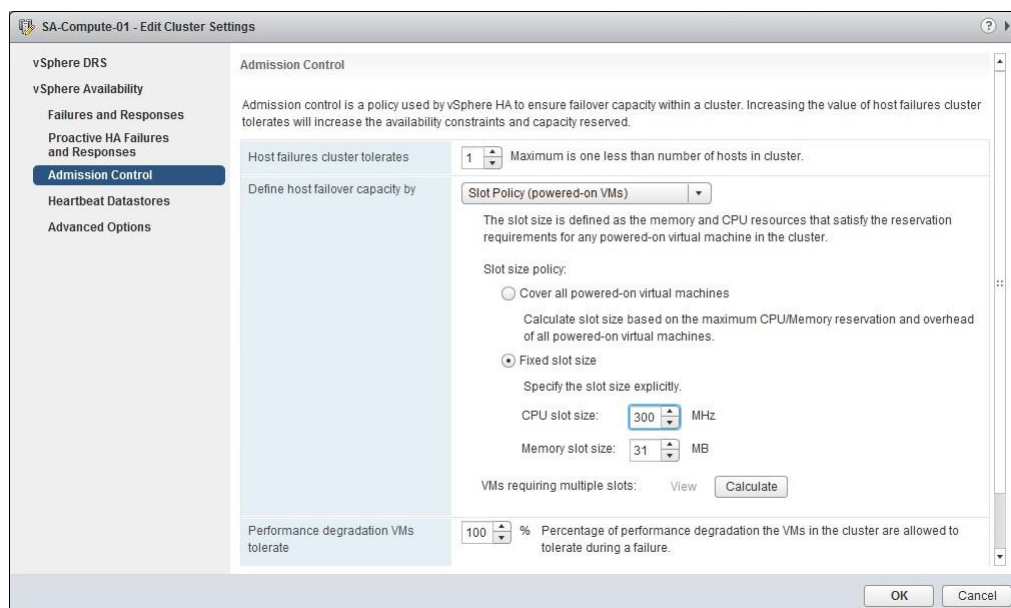 SA-Compute-01 - Edit Cluster Settings
?
vSphere DRS
vSphere Availability
Failures and Responses
Proactive HA Failures
and Responses
Admission Control
Heartbeat Datastores
Advanced Options
Admission Control
Admission control is a policy used by vSphere HA to ensure failover capacity within a cluster. Increasing the value of host failures cluster
tolerates will increase the availability constraints and capacity reserved.
Host failures cluster tolerates
1 Maximum is one less than number of hosts in cluster.
Define host failover capacity by
Slot Policy (powered-on VMs)
The slot size is defined as the memory and CPU resources that satisfy the reservation
requirements for any powered-on virtual machine in the cluster.
Slot size policy:
Cover all powered-on virtual machines
Calculate slot size based on the maximum CPU/Memory reservation and overhead
of all powered-on virtual machines.
Fixed slot size
Specify the slot size explicitly.
CPU slot size: 300 MHz
Memory slot size: 31 MB
VMs requiring multiple slots: View Calculate
Performance degradation VMs
tolerate
100 % Percentage of performance degradation the VMs in the cluster are allowed to
tolerate during a failure.
OK Cancel